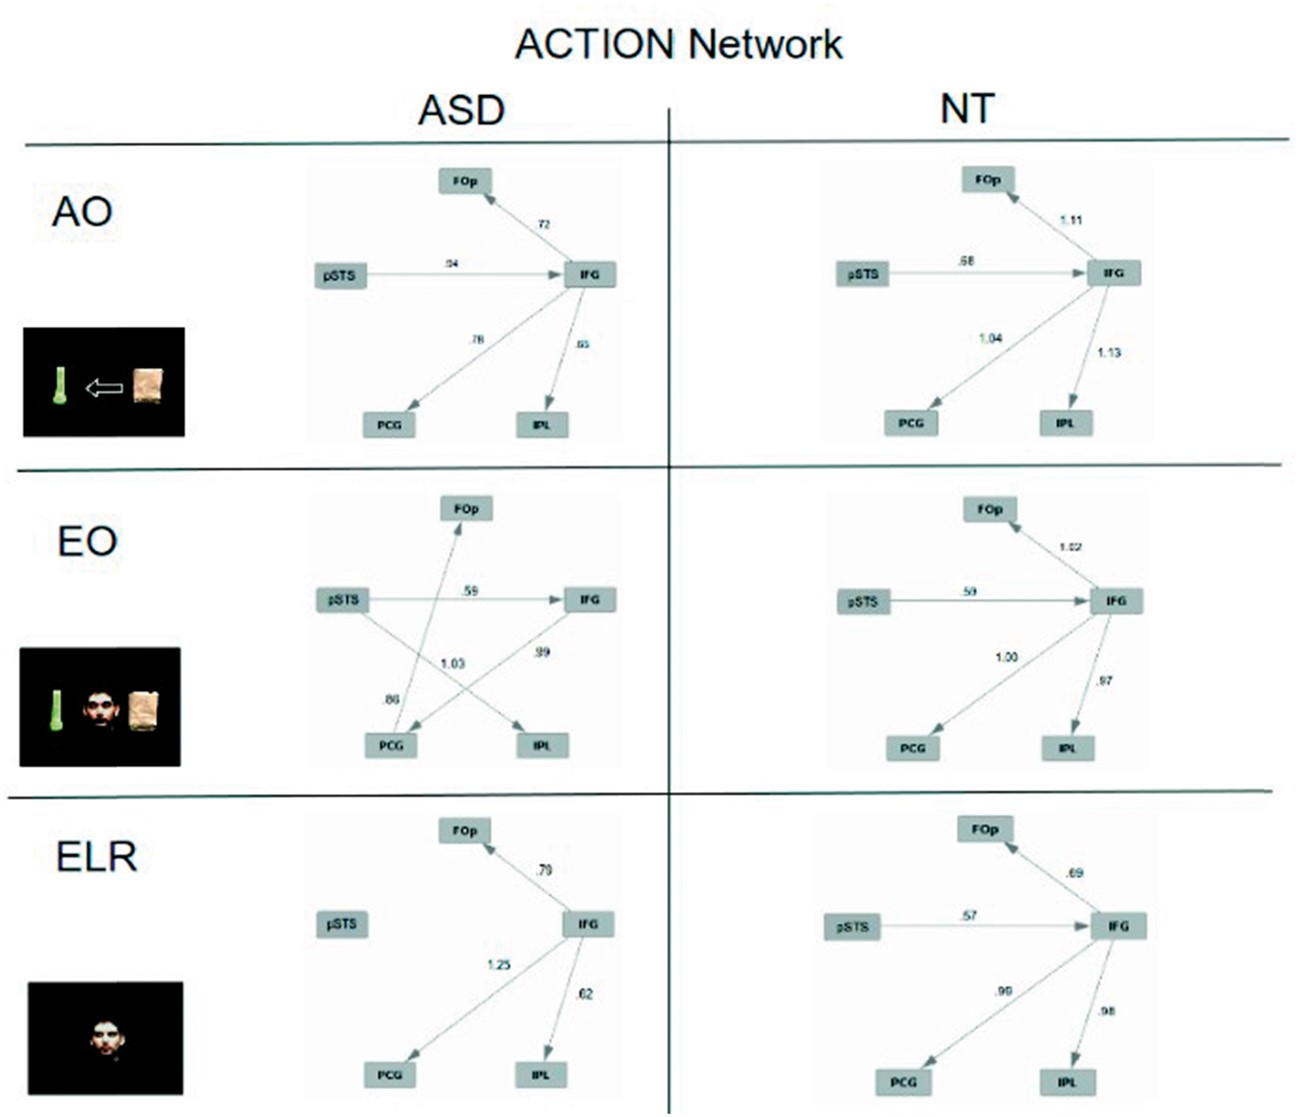 ACTION Network
ASD NT
AO
FOp
.72
pSTS .94 IFG
.78
PCG IPL
FOp
1.11
pSTS .68 IFG
1.04 1.13
PCG IPL
EO
FOp
pSTS .59 IFG
.99
1.03
.86
PCG IPL
FOp
1.02
pSTS .59 IFG
1.00
.97
PCG IPL
ELR
FOp
.79
pSTS IFG
1.25
.62
PCG IPL
FOp
.69
pSTS .57 IFG
.99
.98
PCG IPL